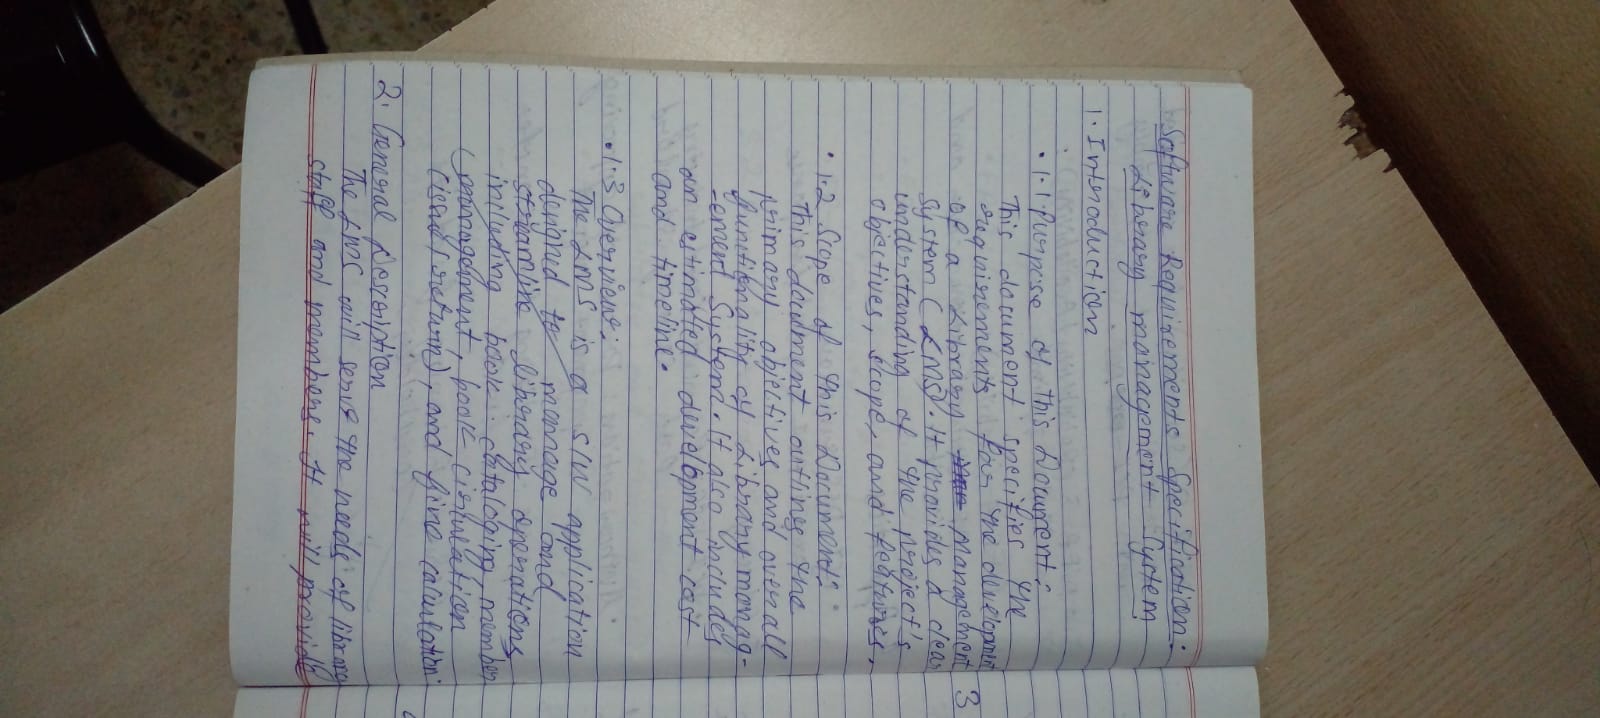 Software Requirements Specification:
Library management System
1. Introduction
• 1.1 Purpose of this Document:
This document specifies the
requirements for the development
of a Library management
System (LMS). It provides a clear
understanding of the project's
objectives, scope, and features.
• 1.2 Scope of this Document:
This document outlines the
primary objectives and overall
functionality of Library manag-
-ement System. It also includes
an estimated development cost
and timeline.
• 1.3 Overview:
The LMS is a S/W application
designed to manage and
streamline library operations,
including book cataloging, member
management, book circulation
(issue/return), and fine calculation.
2. General Description
The LMS will serve the needs of library
staff and members. It will provide
3